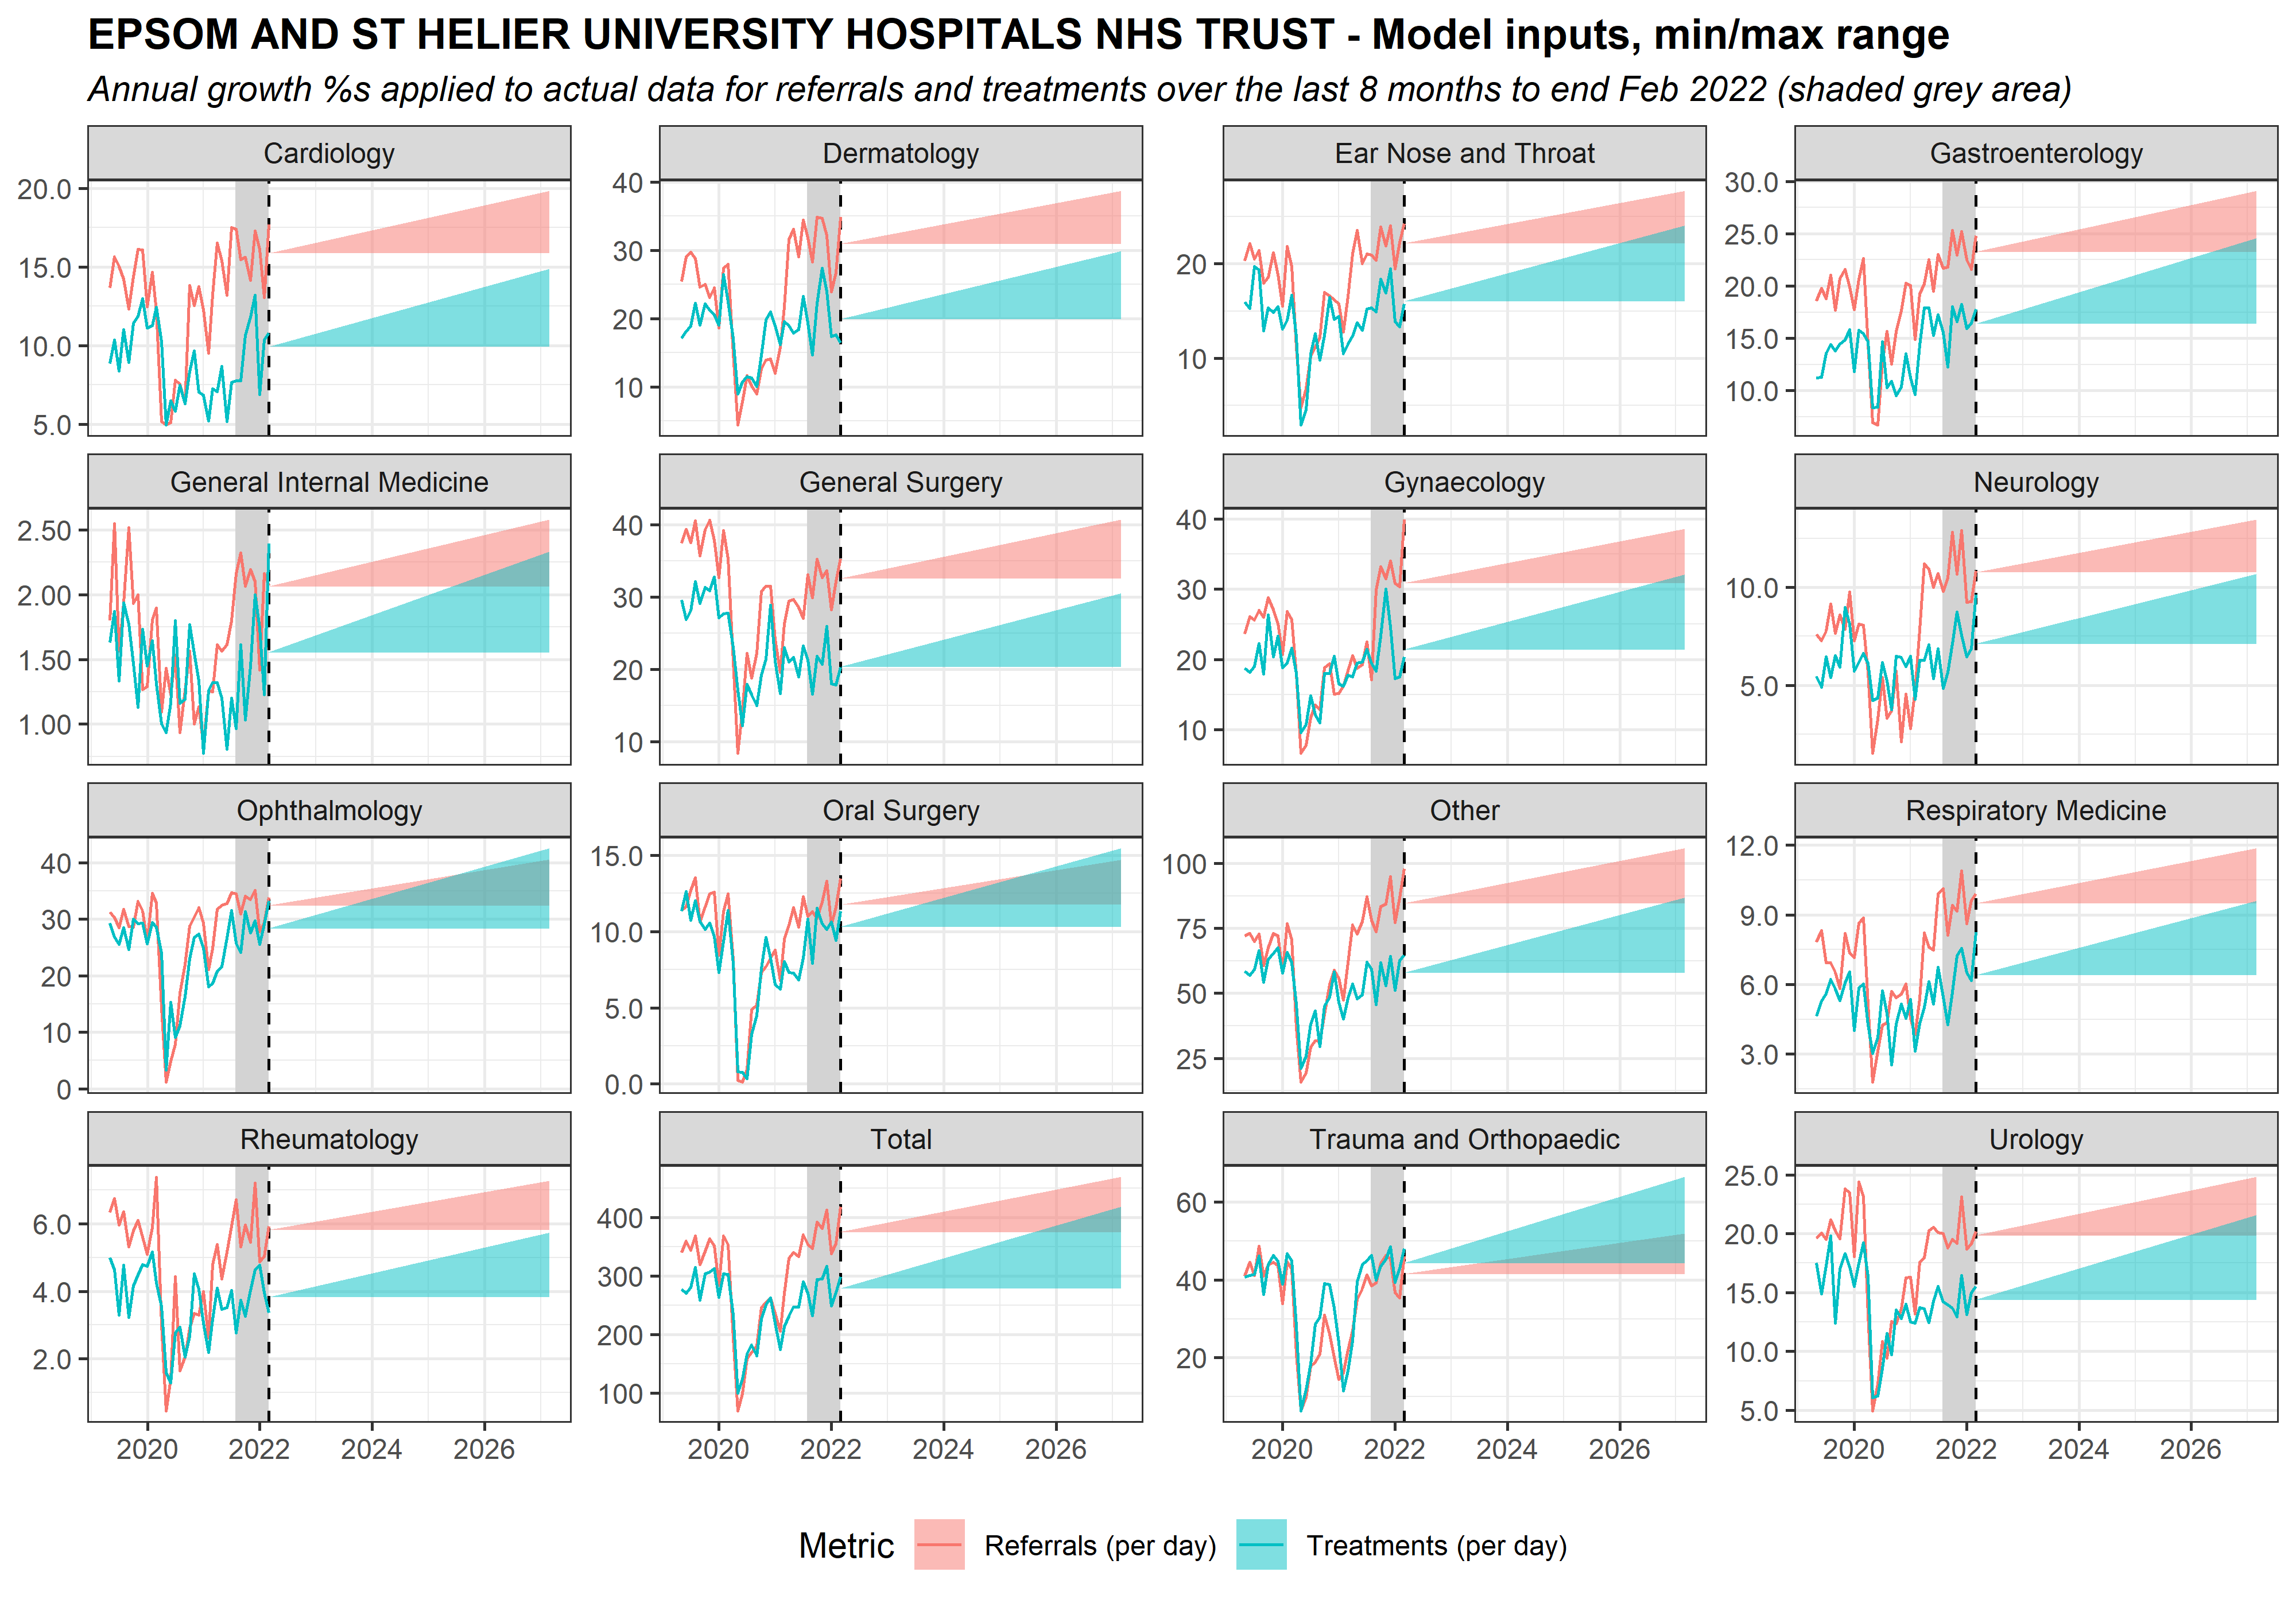 EPSOM AND ST HELIER UNIVERSITY HOSPITALS NHS TRUST - Model inputs, min/max range
Annual growth %s applied to actual data for referrals and treatments over the last 8 months to end Feb 2022 (shaded grey area)
Cardiology
20.0
15.0
10.0
5.0
Dermatology
40
30
20
10
Ear Nose and Throat
20
10
Gastroenterology
30.0
25.0
20.0
15.0
10.0
General Internal Medicine
2.50
2.00
1.50
1.00
General Surgery
40
30
20
10
Gynaecology
40
30
20
10
Neurology
10.0
5.0
Ophthalmology
40
30
20
10
0
Oral Surgery
15.0
10.0
5.0
0.0
Other
100
75
50
25
Respiratory Medicine
12.0
9.0
6.0
3.0
Rheumatology
6.0
4.0
2.0
Total
400
300
200
100
Trauma and Orthopaedic
60
40
20
Urology
25.0
20.0
15.0
10.0
5.0
2020 2022 2024 2026
2020 2022 2024 2026
2020 2022 2024 2026
2020 2022 2024 2026
Metric Referrals (per day) Treatments (per day)